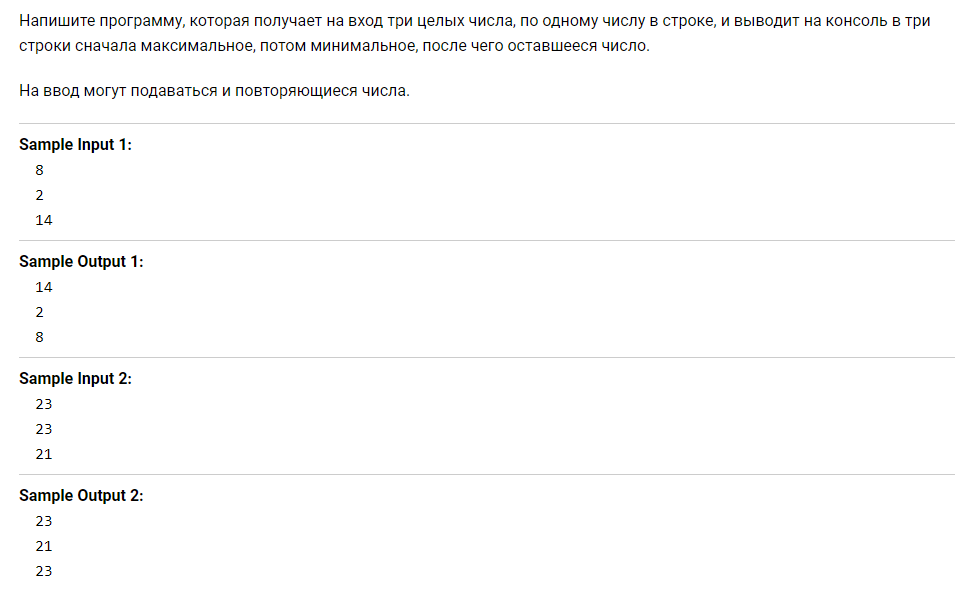 Напишите программу, которая получает на вход три целых числа, по одному числу в строке, и выводит на консоль в три
строки сначала максимальное, потом минимальное, после чего оставшееся число.
На ввод могут подаваться и повторяющиеся числа.
Sample Input 1:
8
2
14
Sample Output 1:
14
2
8
Sample Input 2:
23
23
21
Sample Output 2:
23
21
23